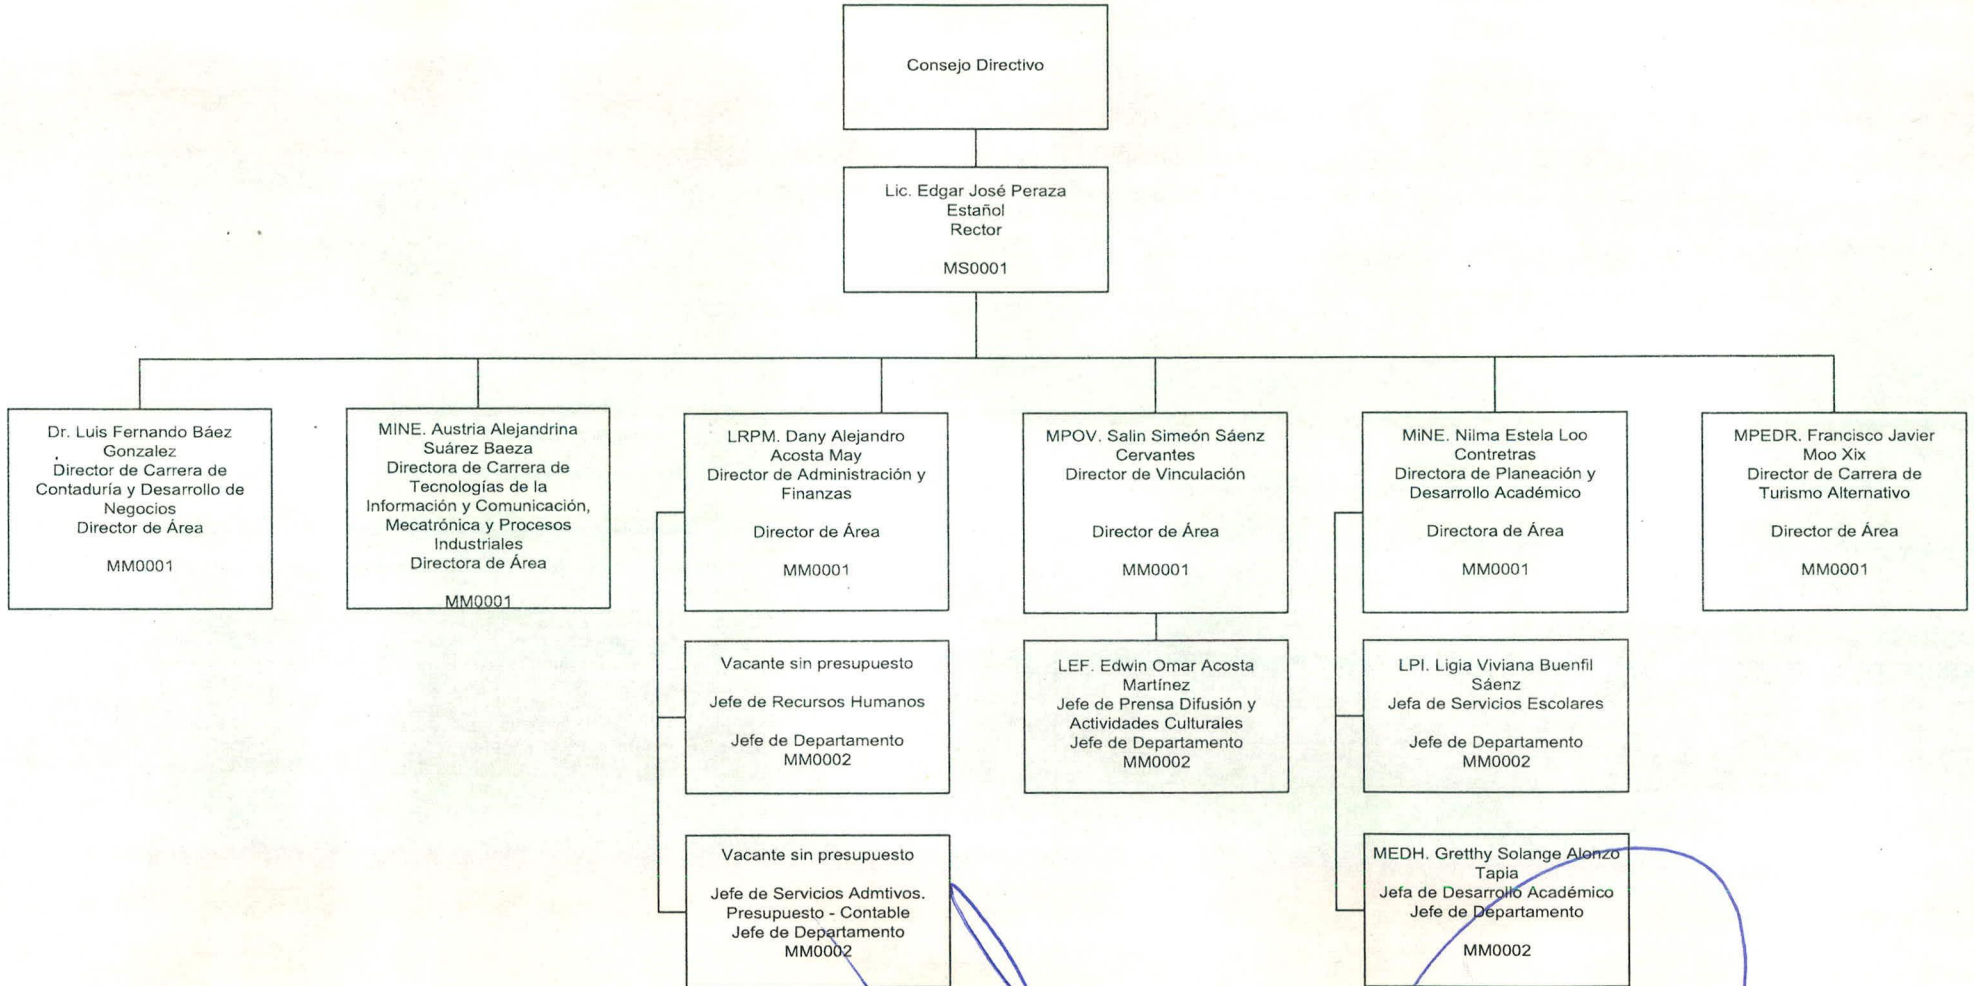 Consejo Directivo
Lic. Edgar José Peraza
Estañol
Rector
MS0001
Dr. Luis Fernando Báez
Gonzalez
Director de Carrera de
Contaduría y Desarrollo de
Negocios
Director de Área
MM0001
MINE. Austria Alejandrina
Suárez Baeza
Directora de Carrera de
Tecnologías de la
Información y Comunicación,
Mecatrónica y Procesos
Industriales
Directora de Área
MM0001
LRPM. Dany Alejandro
Acosta May
Director de Administración y
Finanzas
Director de Área
MM0001
MPOV. Salin Simeón Sáenz
Cervantes
Director de Vinculación
Director de Área
MM0001
MiNE. Nilma Estela Loo
Contretras
Directora de Planeación y
Desarrollo Académico
Directora de Área
MM0001
MPEDR. Francisco Javier
Moo Xix
Director de Carrera de
Turismo Alternativo
Director de Área
MM0001
Vacante sin presupuesto
Jefe de Recursos Humanos
Jefe de Departamento
MM0002
LEF. Edwin Omar Acosta
Martínez
Jefe de Prensa Difusión y
Actividades Culturales
Jefe de Departamento
MM0002
LPI. Ligia Viviana Buenfil
Sáenz
Jefa de Servicios Escolares
Jefe de Departamento
MM0002
Vacante sin presupuesto
Jefe de Servicios Admtivos.
Presupuesto - Contable
Jefe de Departamento
MM0002
MEDH. Gretthy Solange Alonzo
Tapia
Jefa de Desarrollo Académico
Jefe de Departamento
MM0002